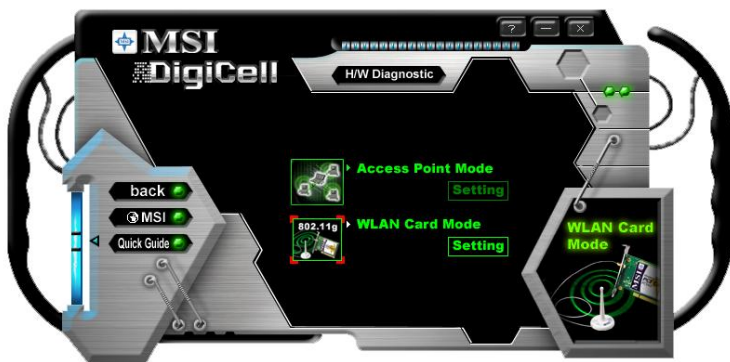 ? — ×
MSI
DigiCell
H/W Diagnostic
Access Point Mode
Setting
802.11g
WLAN Card Mode
Setting
back
MSI
Quick Guide
WLAN Card
Mode
MSI